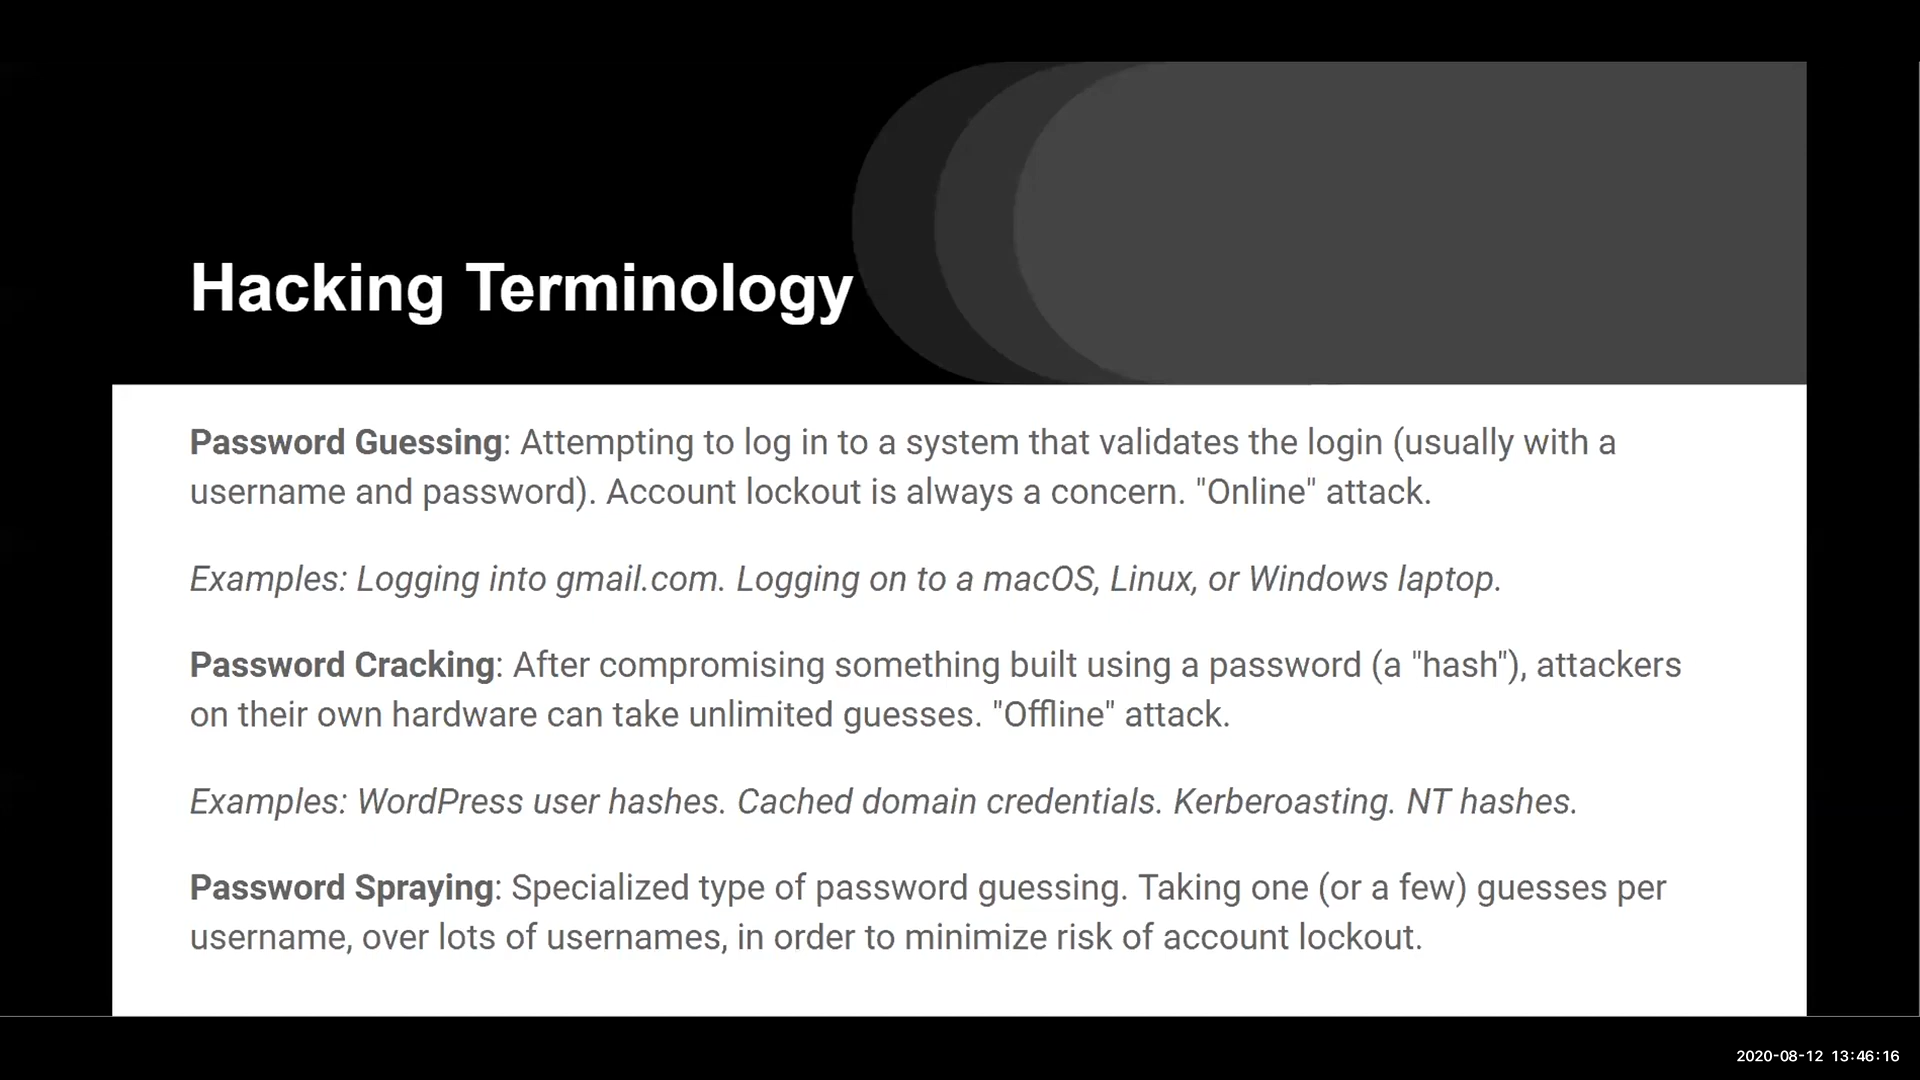 Hacking Terminology
Password Guessing: Attempting to log in to a system that validates the login (usually with a
username and password). Account lockout is always a concern. "Online" attack.
Examples: Logging into gmail.com. Logging on to a macOS, Linux, or Windows laptop.
Password Cracking: After compromising something built using a password (a "hash"), attackers
on their own hardware can take unlimited guesses. "Offline" attack.
Examples: WordPress user hashes. Cached domain credentials. Kerberoasting. NT hashes.
Password Spraying: Specialized type of password guessing. Taking one (or a few) guesses per
username, over lots of usernames, in order to minimize risk of account lockout.
2020-08-12 13:46:16